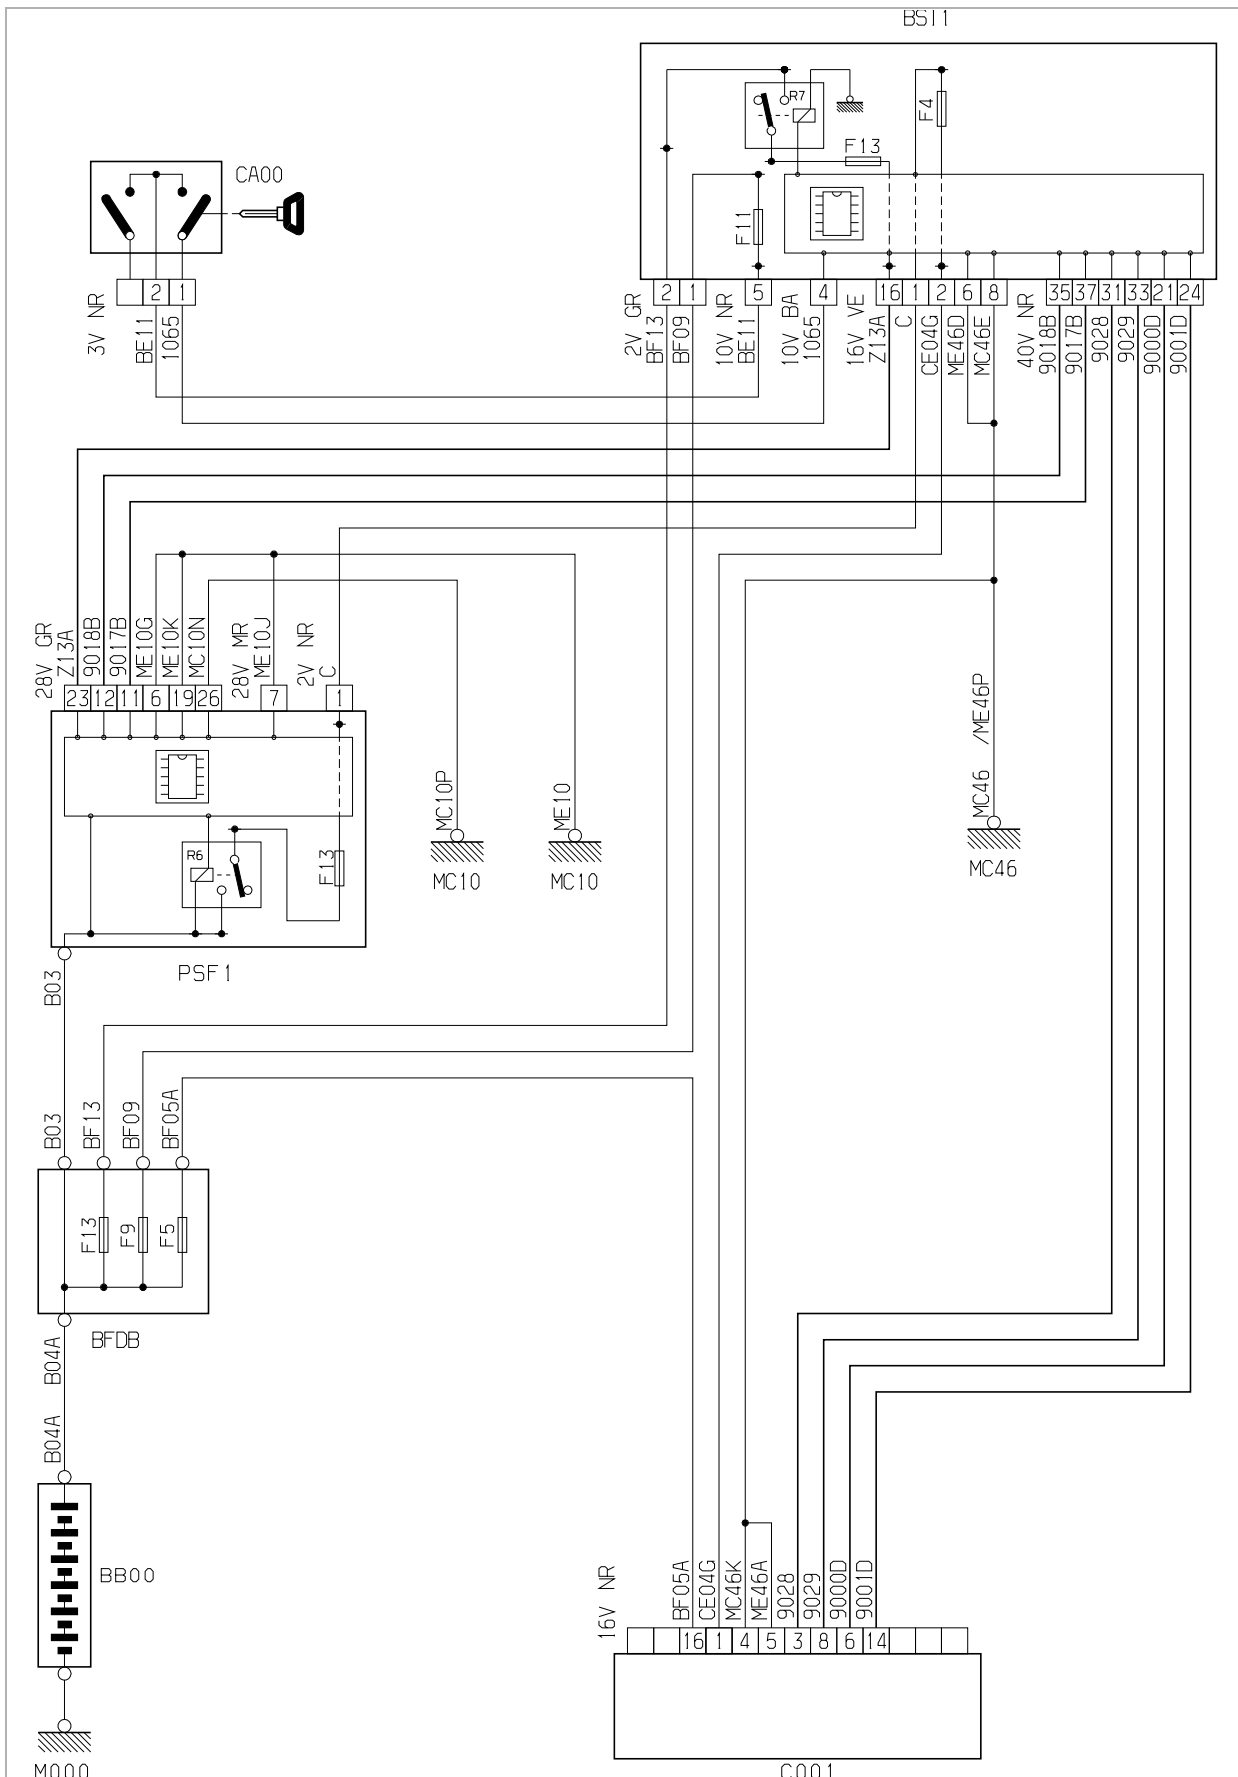 BSI1
R7
F4
F13
CA00
F11
2 1
2 1 5 4 16 1 2 6 8 35 37 31 33 21 24
3V NR
BE11
1065
2V GR
BF13
BF09
10V NR
BE11
10V BA
1065
16V VE
Z13A
C
CE04G
ME46D
MC46E
40V NR
9018B
9017B
9028
9029
9000D
9001D
28V GR
Z13A
9018B
9017B
ME10G
ME10K
MC10N
28V MR
ME10J
2V NR
C
23 12 11 6 19 26 7 1
MC46 /ME46P
MC10P
ME10
R6
F13
MC10
MC10
MC46
PSF1
B03
B03
BF13
BF09
BF05A
F13
F9
F5
BFDB
B04A
B04A
BB00
16V NR
BF05A
CE04G
MC46K
ME46A
9028
9029
9000D
9001D
16 1 4 5 3 8 6 14
M000
C001